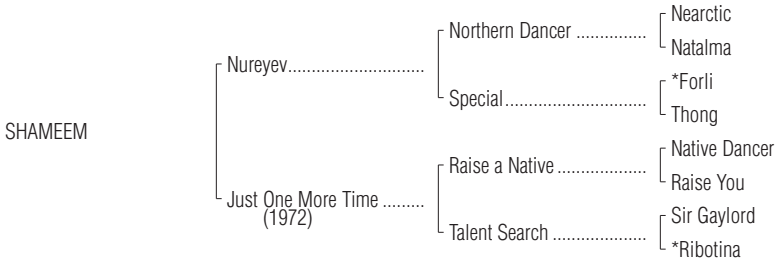 Nearctic
Northern Dancer ...............
Natalma
Nureyev.............................
*Forli
Special..............................
Thong
SHAMEEM
Native Dancer
Raise a Native ...................
Raise You
Just One More Time .........
(1972)
Sir Gaylord
Talent Search ....................
*Ribotina